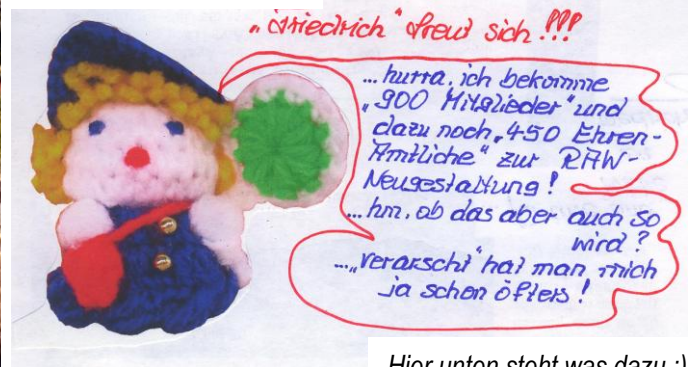 „Friedrich“ freut sich !!!
... hurra, ich bekomme
„900 Mitglieder“ und
dazu noch „450 Ehren-
Amtliche“ zur RAW-
Neugestaltung !
... hm, ob das aber auch so
wird ?
...„verarscht“ hat man mich
ja schon öfters !
Hier unten steht was dazu :)